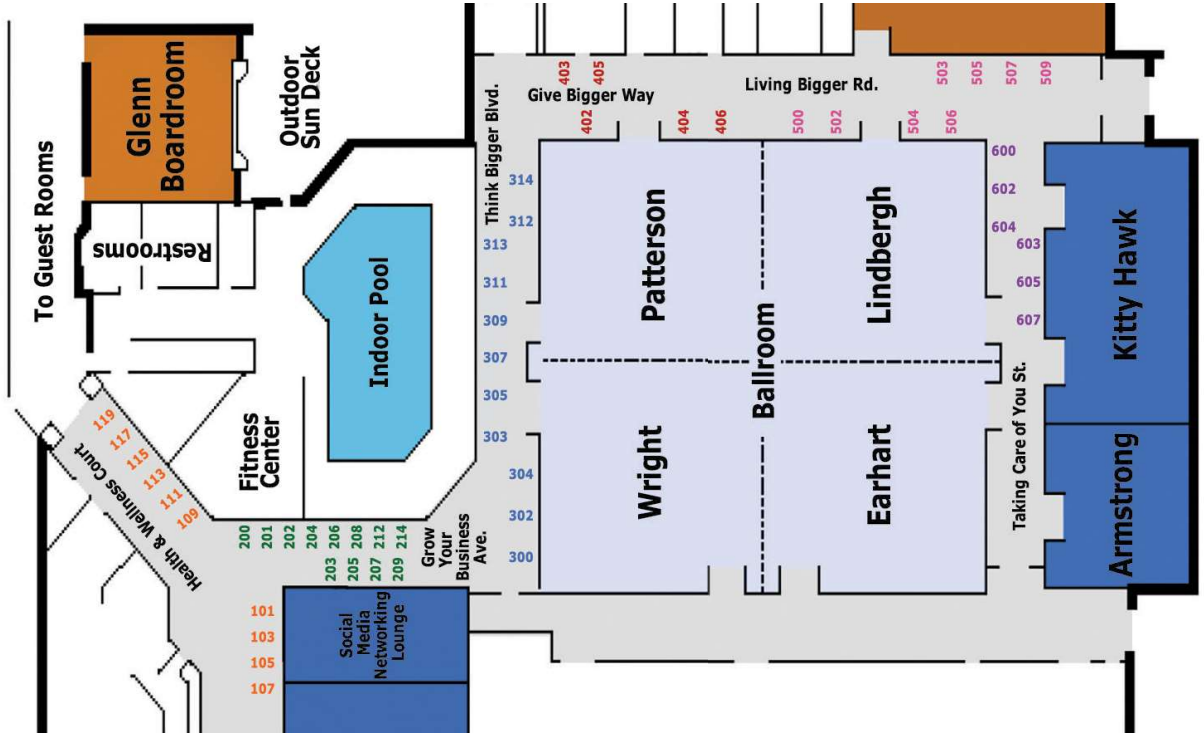 Glenn
Boardroom
Outdoor
Sun Deck
To Guest Rooms
Restrooms
Indoor Pool
Fitness
Center
Health & Wellness Court
119
117
115
113
111
109
101
103
105
107
200
201
202
204
206
208
212
214
203
205
207
209
Grow
Your
Business
Ave.
Social
Media
Networking
Lounge
Think Bigger Blvd.
314
312
313
311
309
307
305
303
304
302
300
403
405
Give Bigger Way
402
404
406
Living Bigger Rd.
500
502
504
506
503
505
507
509
Patterson
Lindbergh
Ballroom
Wright
Earhart
600
602
604
603
605
607
Taking Care of You St.
Kitty Hawk
Armstrong